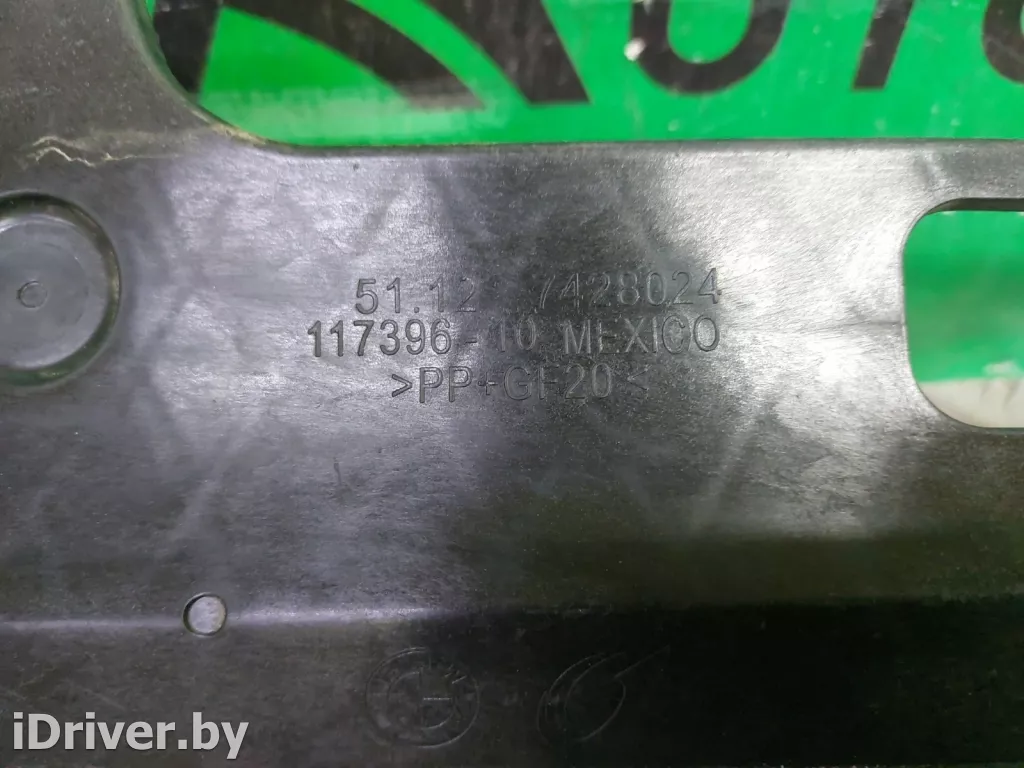 51.12 7428024
117396-10 MEXICO
>PP+GF20<
iDriver.by